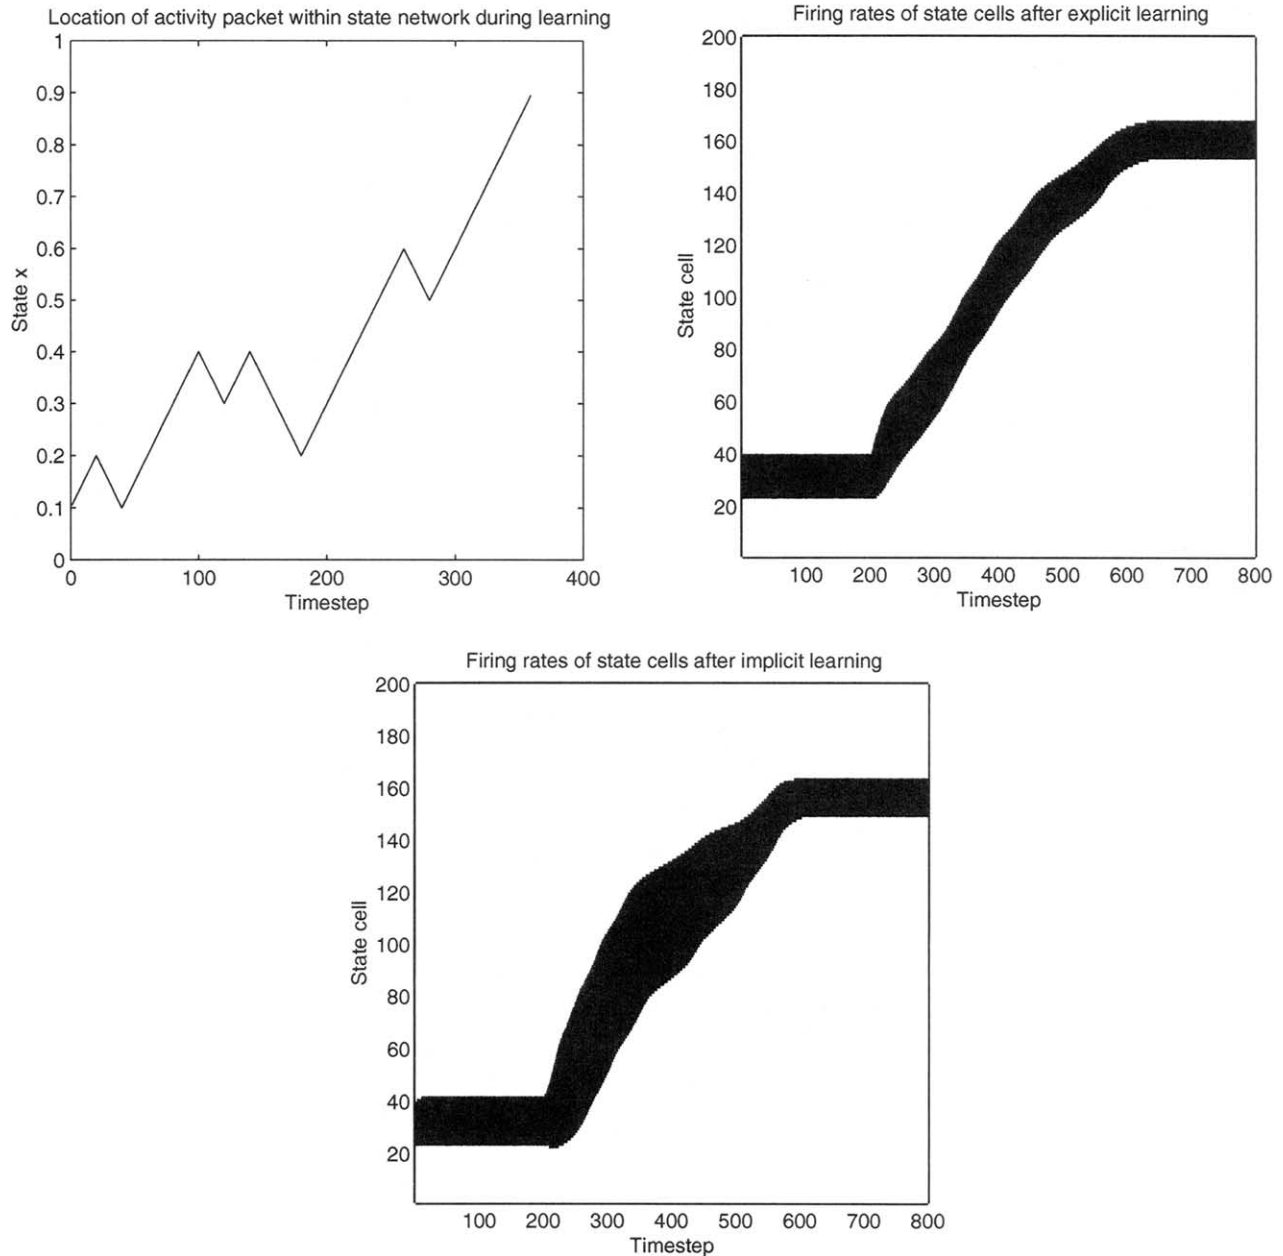 Location of activity packet within state network during learning
1
0.9
0.8
0.7
0.6
0.5
0.4
0.3
0.2
0.1
0
State x
0 100 200 300 400
Timestep
Firing rates of state cells after explicit learning
200
180
160
140
120
100
80
60
40
20
State cell
100 200 300 400 500 600 700 800
Timestep
Firing rates of state cells after implicit learning
200
180
160
140
120
100
80
60
40
20
State cell
100 200 300 400 500 600 700 800
Timestep